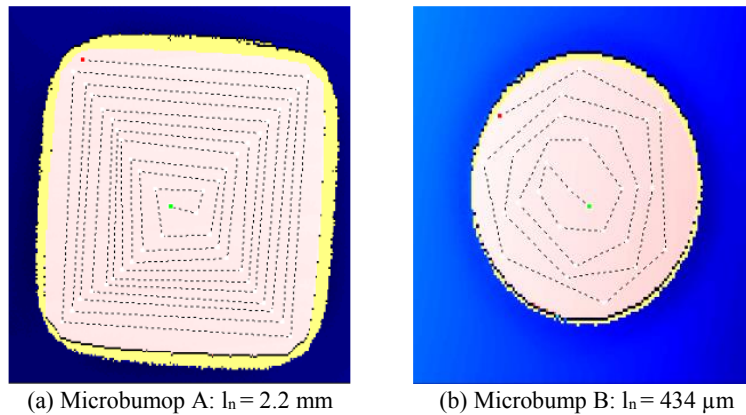 (a) Microbumop A: lₙ = 2.2 mm
(b) Microbump B: lₙ = 434 µm